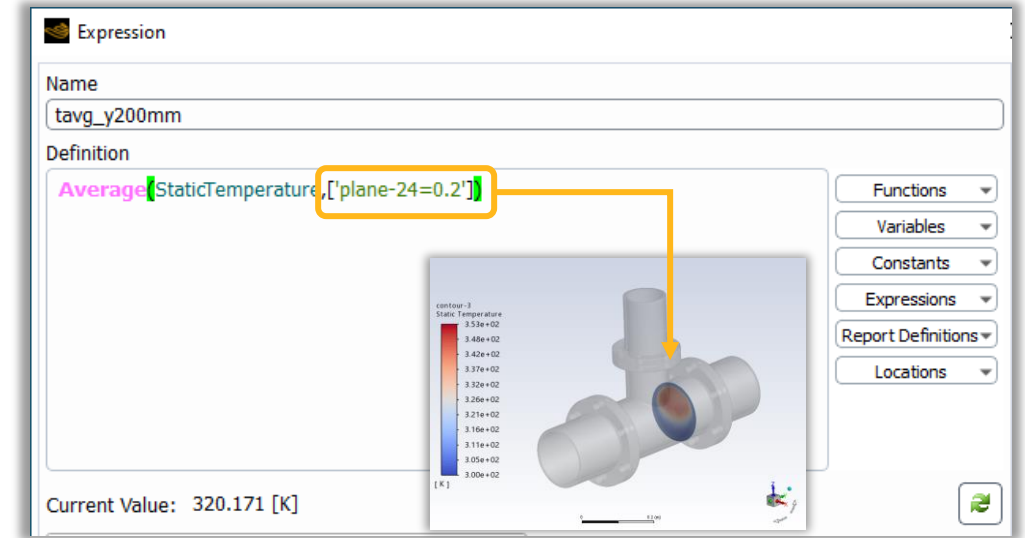 Expression
Name
tavg_y200mm
Definition
Average(StaticTemperature,['plane-24=0.2'])
Functions
Variables
Constants
Expressions
Report Definitions
Locations
contour-3
Static Temperature
3.53e+02
3.48e+02
3.42e+02
3.37e+02
3.32e+02
3.26e+02
3.21e+02
3.16e+02
3.11e+02
3.05e+02
3.00e+02
[ K ]
0
Current Value: 320.171 [K]